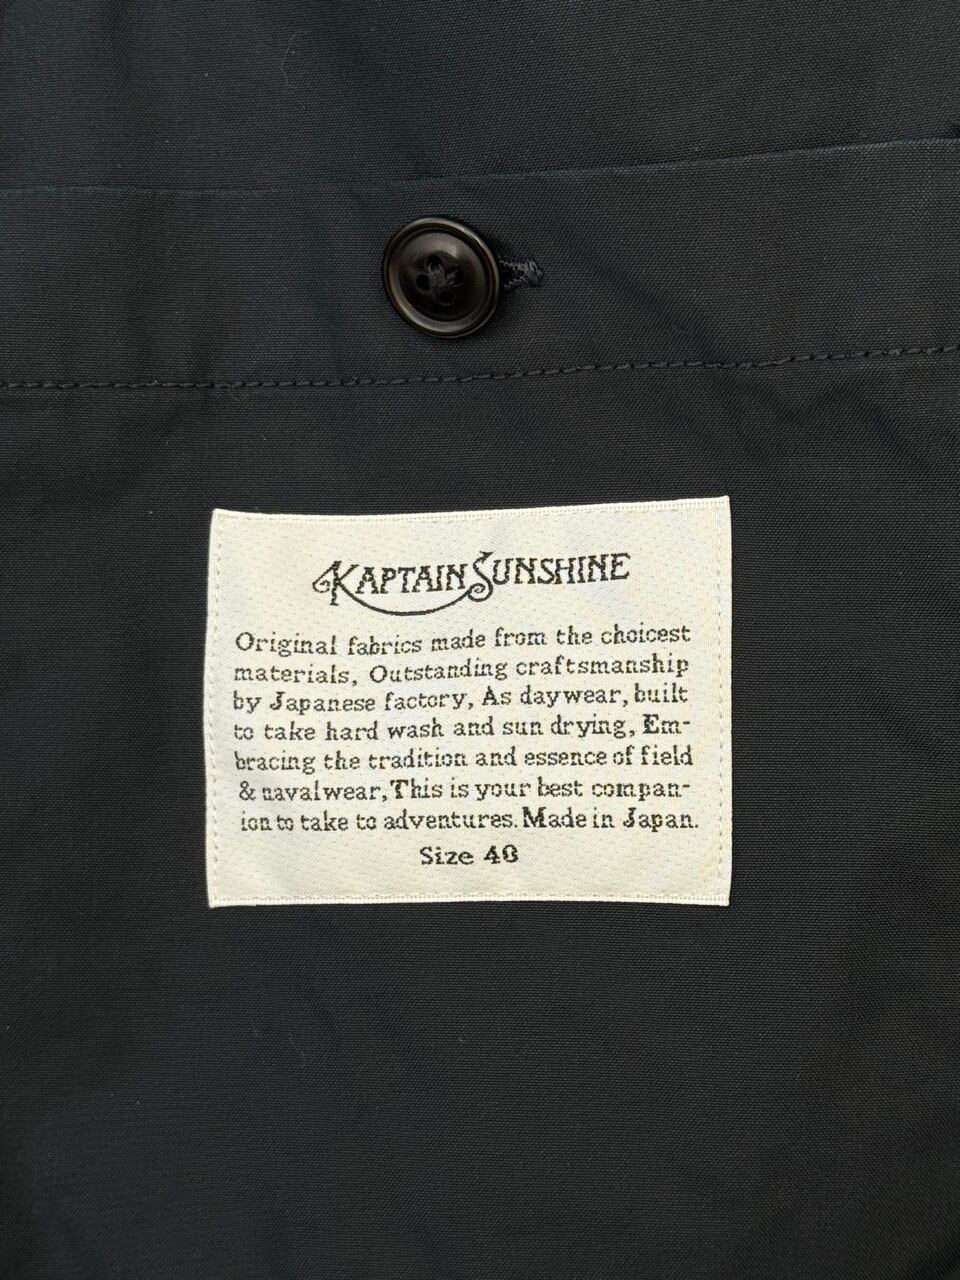 KAPTAIN SUNSHINE
Original fabrics made from the choicest
materials, Outstanding craftsmanship
by Japanese factory, As daywear, built
to take hard wash and sun drying, Em-
bracing the tradition and essence of field
& navalwear, This is your best compan-
ion to take to adventures. Made in Japan.
Size 40